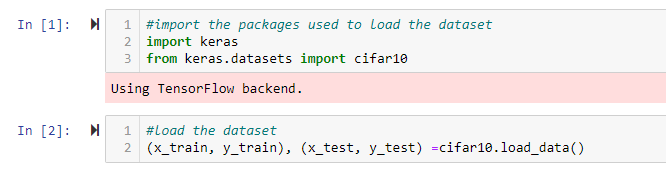 In [1]: 1 #import the packages used to load the dataset
2 import keras
3 from keras.datasets import cifar10
Using TensorFlow backend.
In [2]: 1 #load the dataset
2 (x_train, y_train), (x_test, y_test) =cifar10.load_data()